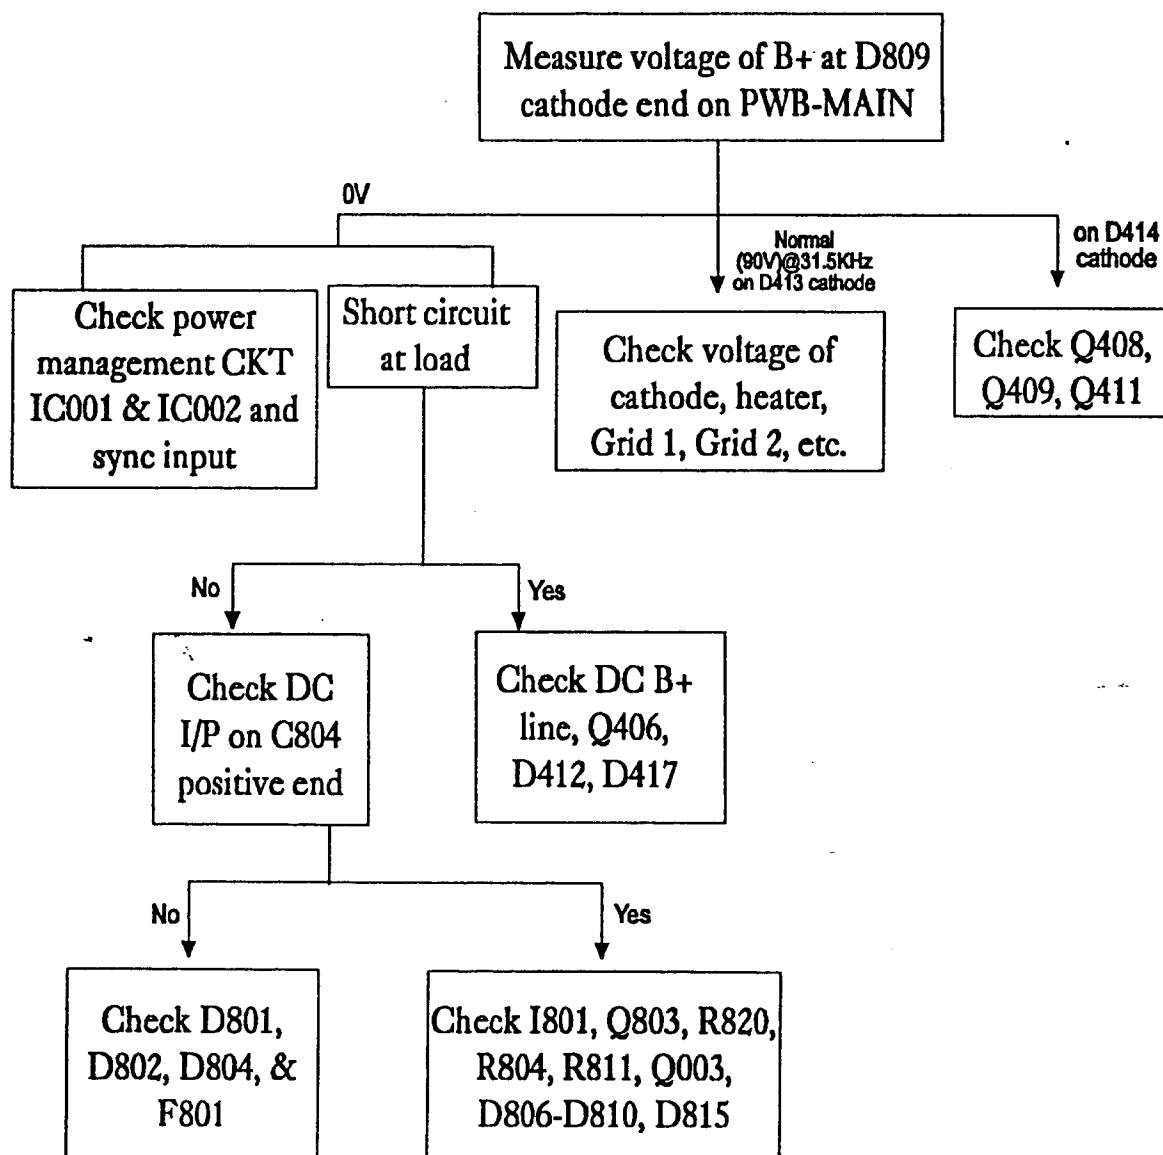 Measure voltage of B+ at D809
cathode end on PWB-MAIN
0V
Normal
(90V)@31.5KHz
on D413 cathode
on D414
cathode
Check power
management CKT
IC001 & IC002 and
sync input
Short circuit
at load
Check voltage of
cathode, heater,
Grid 1, Grid 2, etc.
Check Q408,
Q409, Q411
No
Yes
Check DC
I/P on C804
positive end
Check DC B+
line, Q406,
D412, D417
No
Yes
Check D801,
D802, D804, &
F801
Check I801, Q803, R820,
R804, R811, Q003,
D806-D810, D815